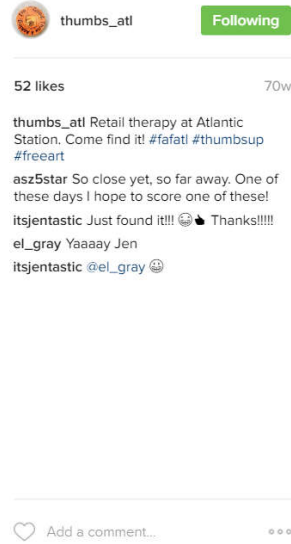 thumbs_atl
Following
52 likes
70w
thumbs_atl Retail therapy at Atlantic
Station. Come find it! #fafatl #thumbsup
#freeart
asz5star So close yet, so far away. One of
these days I hope to score one of these!
itsjentastic Just found it!!! 😀👍 Thanks!!!!!
el_gray Yaaaay Jen
itsjentastic @el_gray 😀
Add a comment...